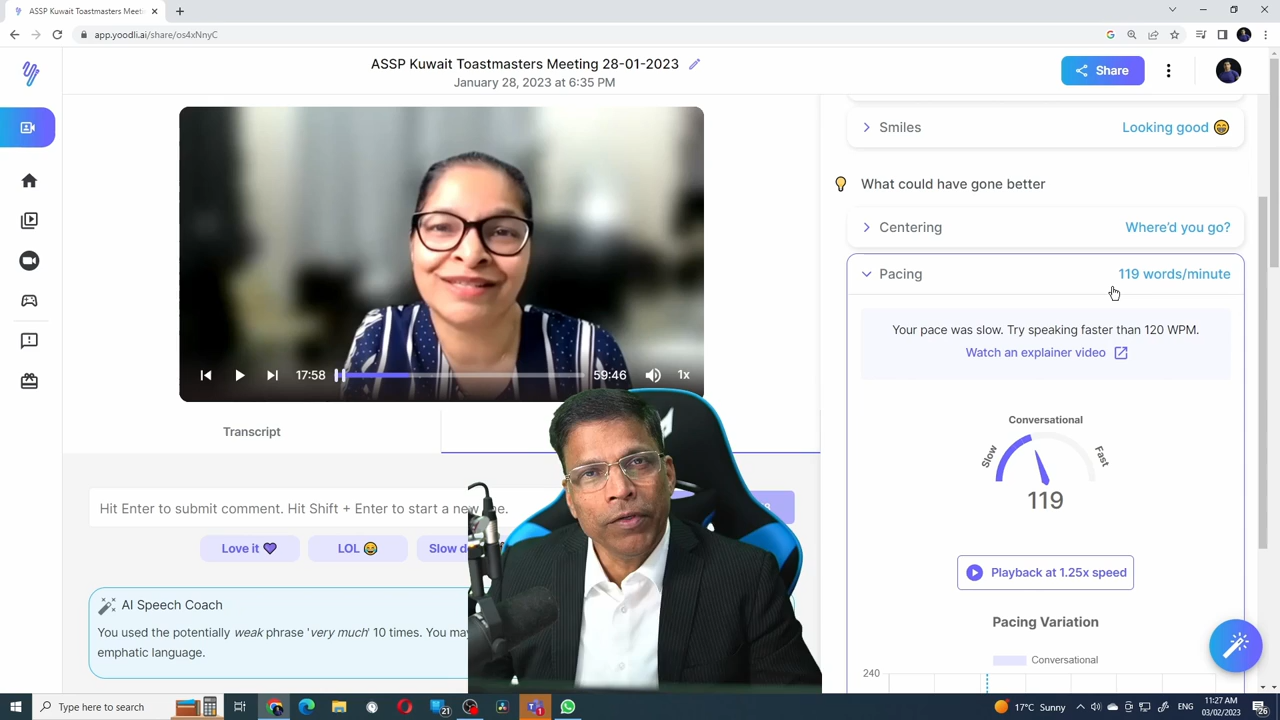 ASSP Kuwait Toastmasters Meeti
app.yoodli.ai/share/os4xNnyC
ASSP Kuwait Toastmasters Meeting 28-01-2023
January 28, 2023 at 6:35 PM
Share
Smiles
Looking good 😁
What could have gone better
Centering
Where'd you go?
Pacing
119 words/minute
Your pace was slow. Try speaking faster than 120 WPM.
Watch an explainer video
Conversational
Slow
Fast
119
Playback at 1.25x speed
Pacing Variation
Conversational
240
17:58
59:46
1x
Transcript
Hit Enter to submit comment. Hit Shift + Enter to start a new
ne.
Love it 💜
LOL 😂
Slow d
AI Speech Coach
You used the potentially weak phrase 'very much' 10 times. You may
emphatic language.
Type here to search
21
1
17°C Sunny
ENG
11:27 AM
03/02/2023
26